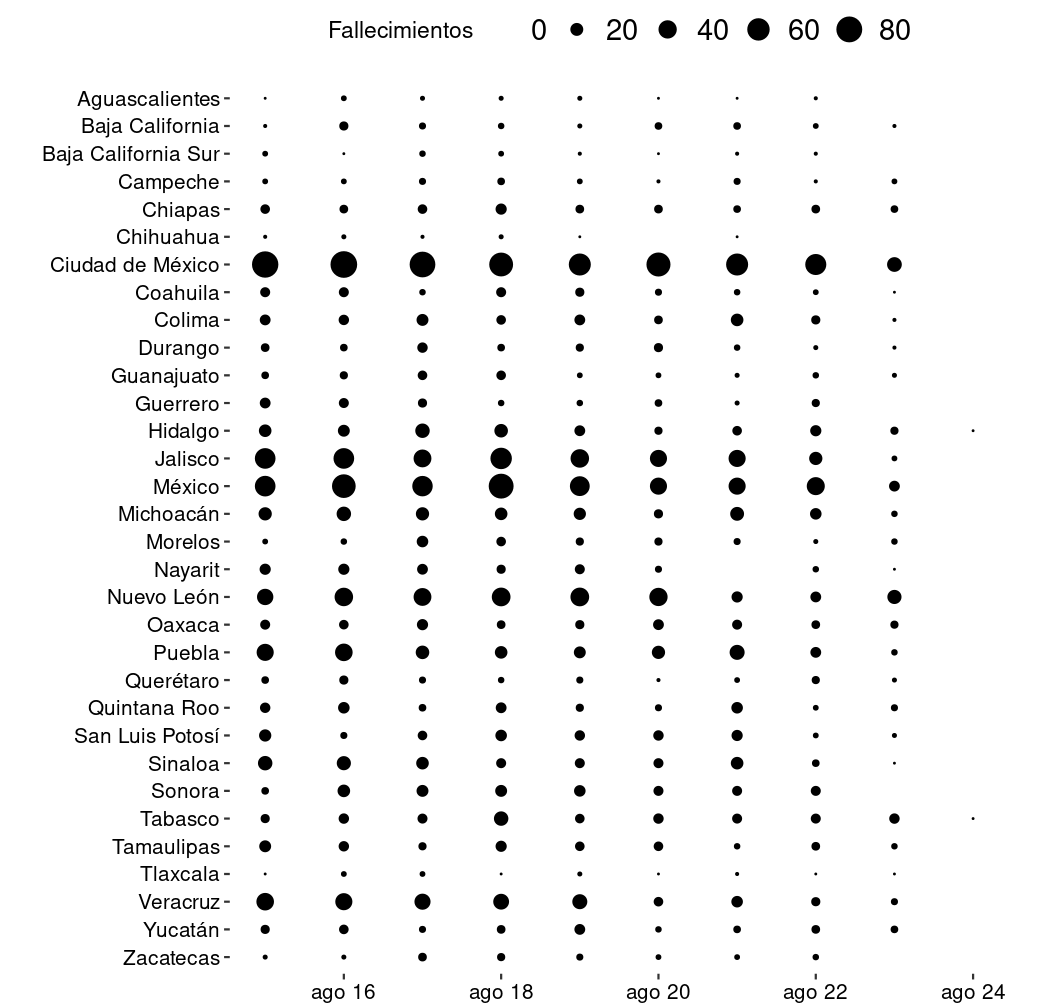 Fallecimientos 0 20 40 60 80
Aguascalientes
Baja California
Baja California Sur
Campeche
Chiapas
Chihuahua
Ciudad de México
Coahuila
Colima
Durango
Guanajuato
Guerrero
Hidalgo
Jalisco
México
Michoacán
Morelos
Nayarit
Nuevo León
Oaxaca
Puebla
Querétaro
Quintana Roo
San Luis Potosí
Sinaloa
Sonora
Tabasco
Tamaulipas
Tlaxcala
Veracruz
Yucatán
Zacatecas
ago 16 ago 18 ago 20 ago 22 ago 24